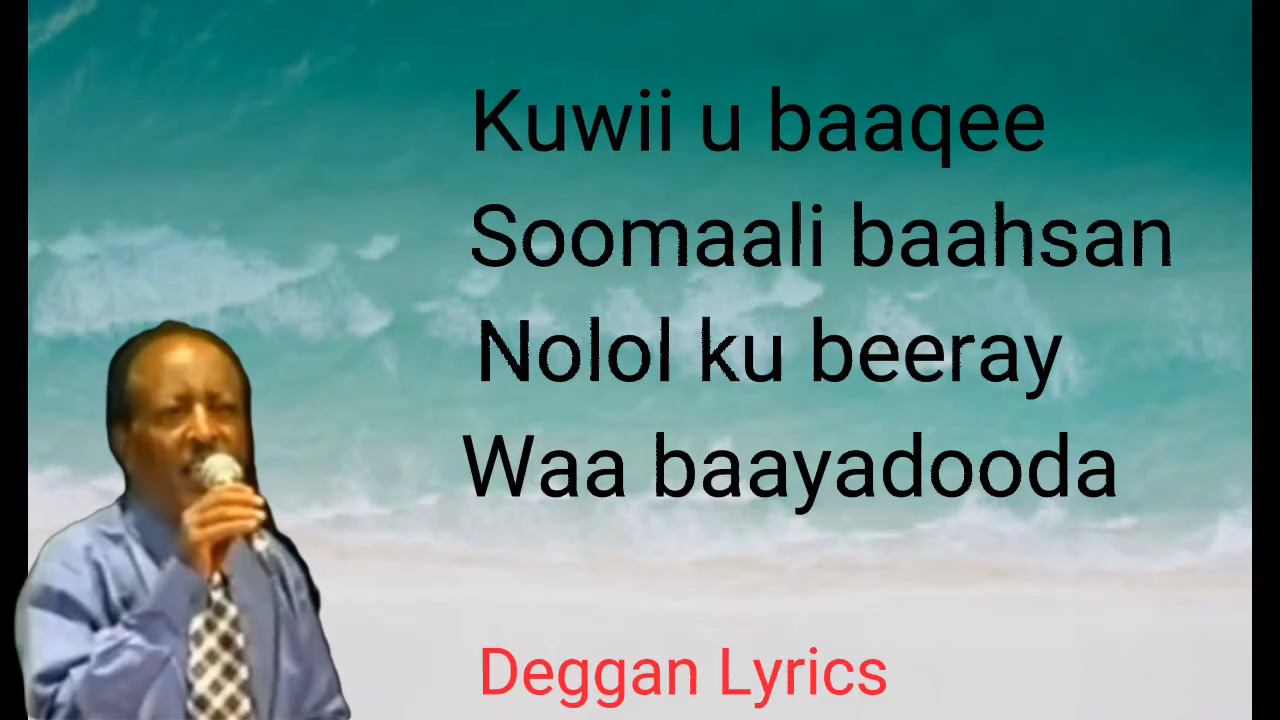 Kuwii u baaqee
Soomaali baahsan
Nolol ku beeray
Waa baayadooda
Deggan Lyrics